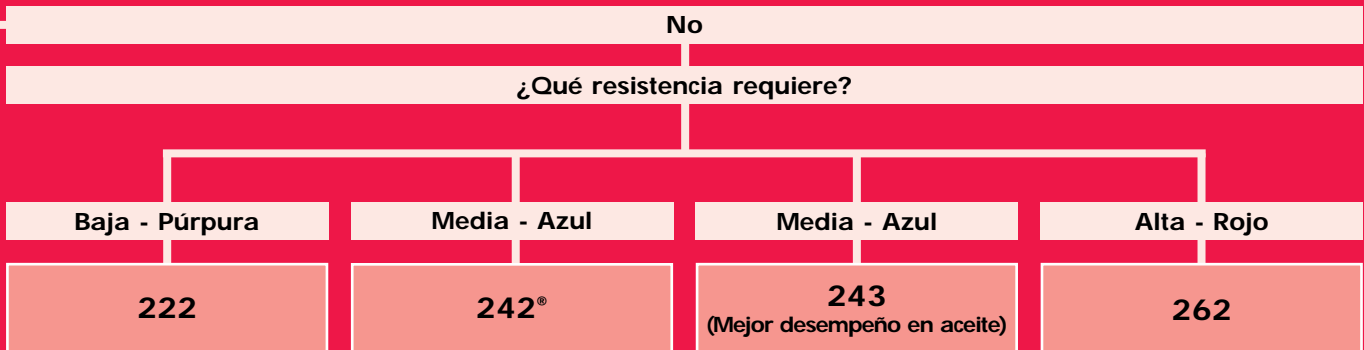 No
¿Qué resistencia requiere?
Baja - Púrpura
Media - Azul
Media - Azul
Alta - Rojo
222
242®
243
(Mejor desempeño en aceite)
262